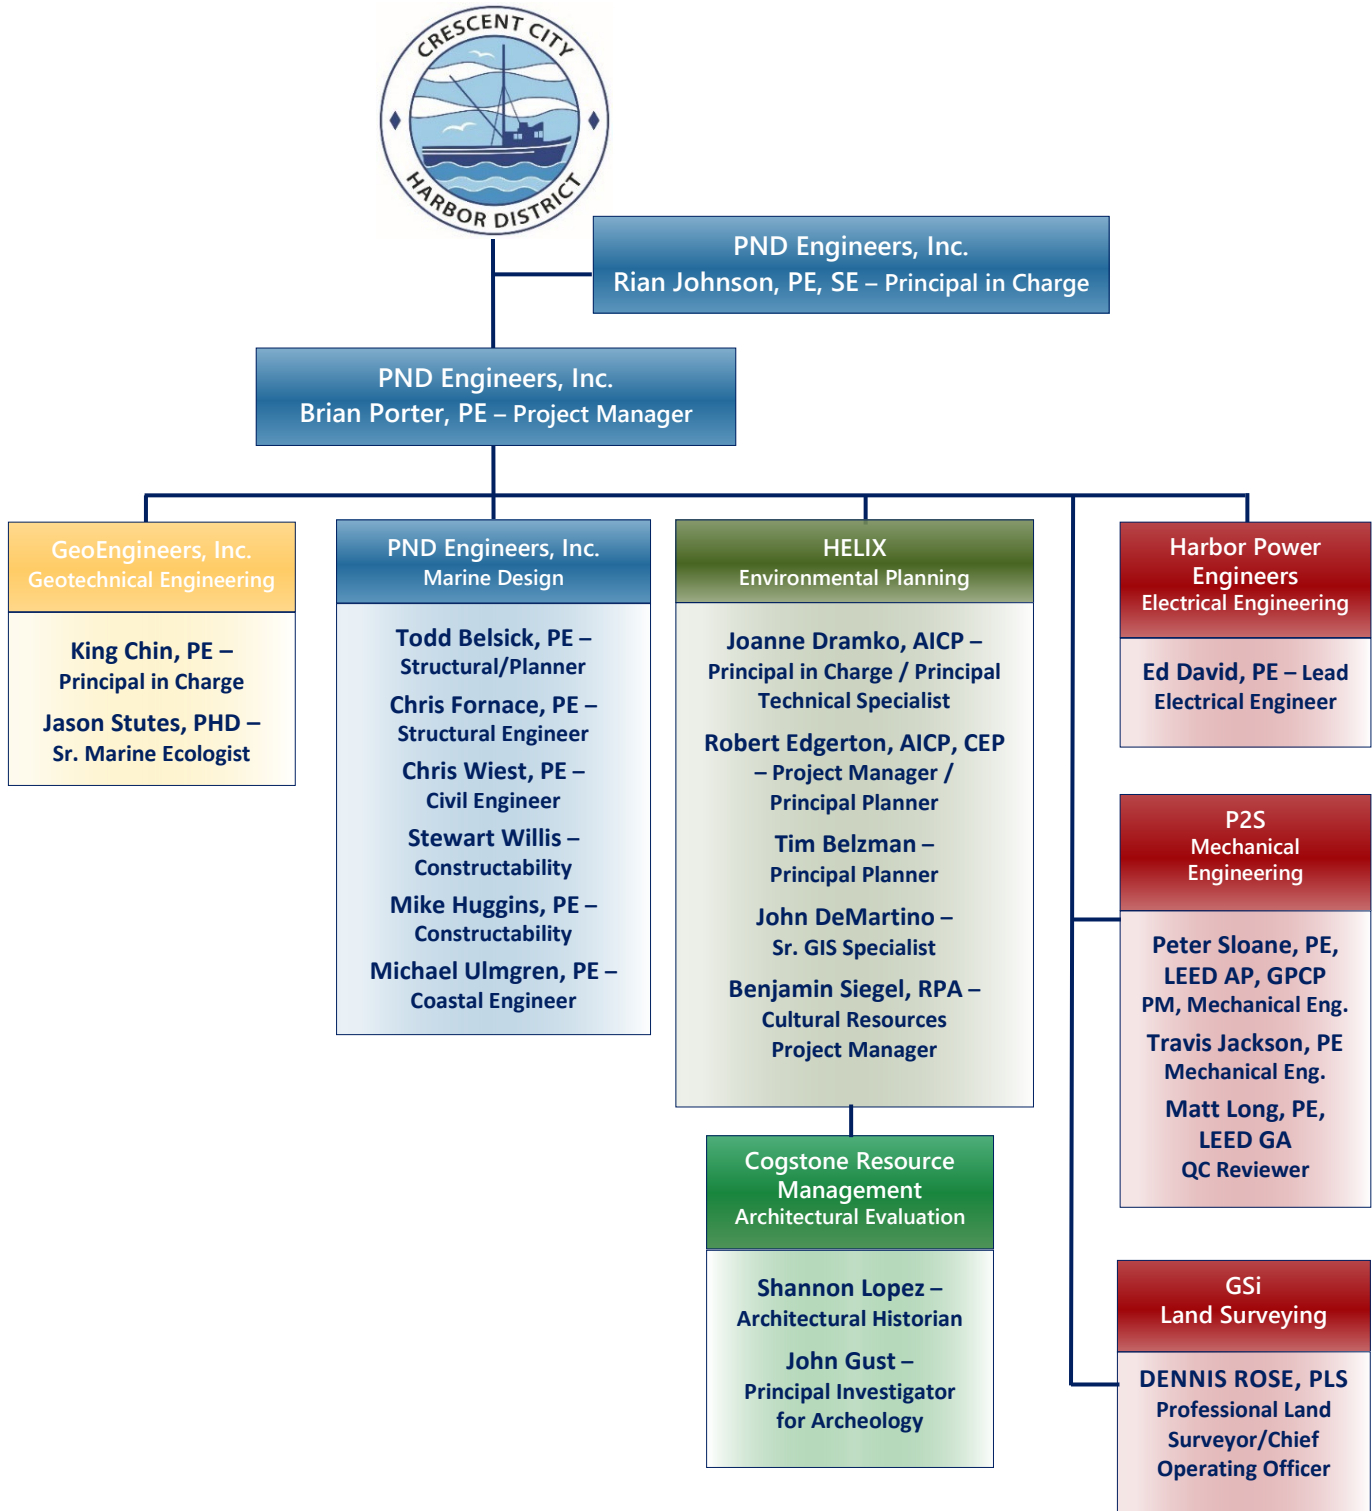 CRESCENT CITY
HARBOR DISTRICT
PND Engineers, Inc.
Rian Johnson, PE, SE – Principal in Charge
PND Engineers, Inc.
Brian Porter, PE – Project Manager
GeoEngineers, Inc.
Geotechnical Engineering
King Chin, PE –
Principal in Charge
Jason Stutes, PHD –
Sr. Marine Ecologist
PND Engineers, Inc.
Marine Design
Todd Belsick, PE –
Structural/Planner
Chris Fornace, PE –
Structural Engineer
Chris Wiest, PE –
Civil Engineer
Stewart Willis –
Constructability
Mike Huggins, PE –
Constructability
Michael Ulmgren, PE –
Coastal Engineer
HELIX
Environmental Planning
Joanne Dramko, AICP –
Principal in Charge / Principal
Technical Specialist
Robert Edgerton, AICP, CEP
– Project Manager /
Principal Planner
Tim Belzman –
Principal Planner
John DeMartino –
Sr. GIS Specialist
Benjamin Siegel, RPA –
Cultural Resources
Project Manager
Cogstone Resource
Management
Architectural Evaluation
Shannon Lopez –
Architectural Historian
John Gust –
Principal Investigator
for Archeology
Harbor Power
Engineers
Electrical Engineering
Ed David, PE – Lead
Electrical Engineer
P2S
Mechanical
Engineering
Peter Sloane, PE,
LEED AP, GPCP
PM, Mechanical Eng.
Travis Jackson, PE
Mechanical Eng.
Matt Long, PE,
LEED GA
QC Reviewer
GSi
Land Surveying
DENNIS ROSE, PLS
Professional Land
Surveyor/Chief
Operating Officer